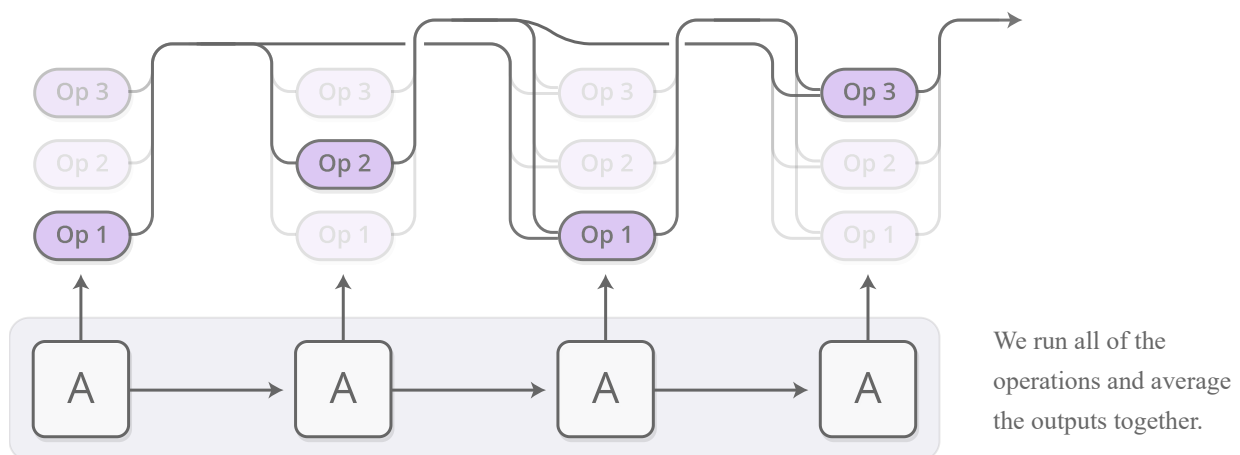 Op 3 Op 3 Op 3 Op 3
Op 2 Op 2 Op 2 Op 2
Op 1 Op 1 Op 1 Op 1
A A A A
We run all of the
operations and average
the outputs together.